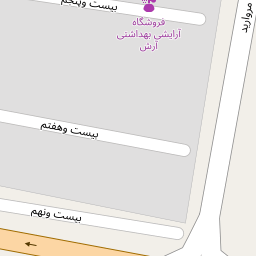 بیست وپنجم
فروشگاه
آرایشی بهداشتی
آرش
مروارید
بیست وهفتم
بیست ونهم